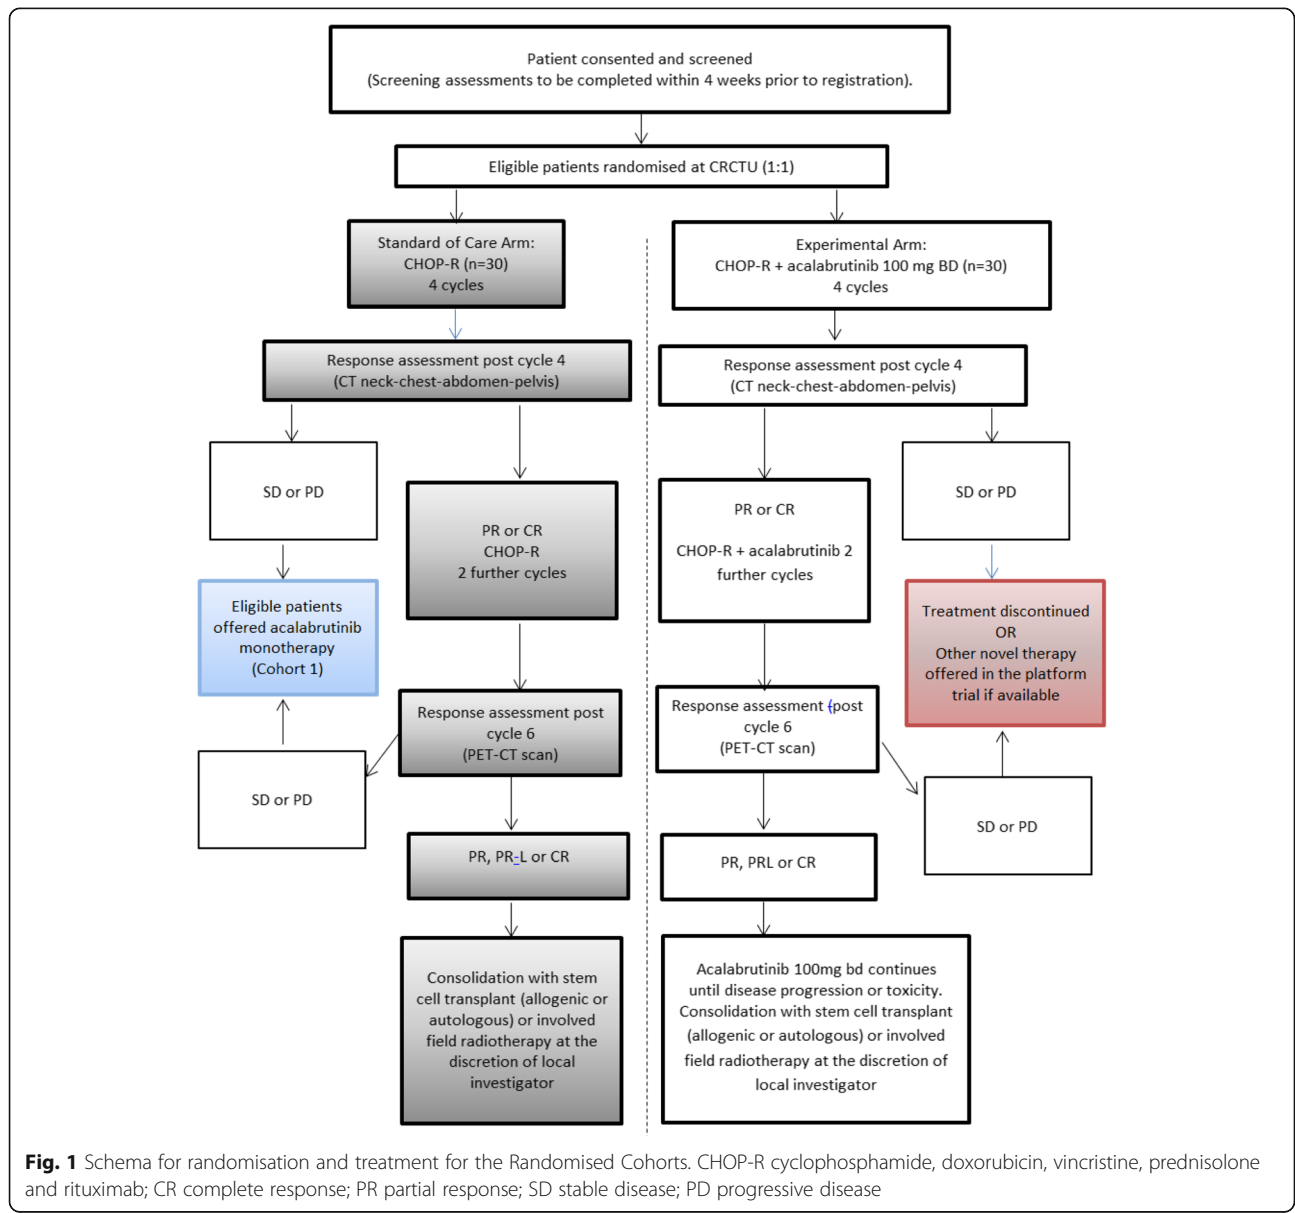 Patient consented and screened
(Screening assessments to be completed within 4 weeks prior to registration).
Eligible patients randomised at CRCTU (1:1)
Standard of Care Arm:
CHOP-R (n=30)
4 cycles
Experimental Arm:
CHOP-R + acalabrutinib 100 mg BD (n=30)
4 cycles
Response assessment post cycle 4
(CT neck-chest-abdomen-pelvis)
Response assessment post cycle 4
(CT neck-chest-abdomen-pelvis)
SD or PD
PR or CR
CHOP-R
2 further cycles
PR or CR
CHOP-R + acalabrutinib 2
further cycles
SD or PD
Eligible patients
offered acalabrutinib
monotherapy
(Cohort 1)
Treatment discontinued
OR
Other novel therapy
offered in the platform
trial if available
Response assessment post
cycle 6
(PET-CT scan)
Response assessment (post
cycle 6
(PET-CT scan)
SD or PD
SD or PD
PR, PR-L or CR
PR, PRL or CR
Consolidation with stem
cell transplant (allogenic or
autologous) or involved
field radiotherapy at the
discretion of local
investigator
Acalabrutinib 100mg bd continues
until disease progression or toxicity.
Consolidation with stem cell transplant
(allogenic or autologous) or involved
field radiotherapy at the discretion of
local investigator
Fig. 1 Schema for randomisation and treatment for the Randomised Cohorts. CHOP-R cyclophosphamide, doxorubicin, vincristine, prednisolone
and rituximab; CR complete response; PR partial response; SD stable disease; PD progressive disease